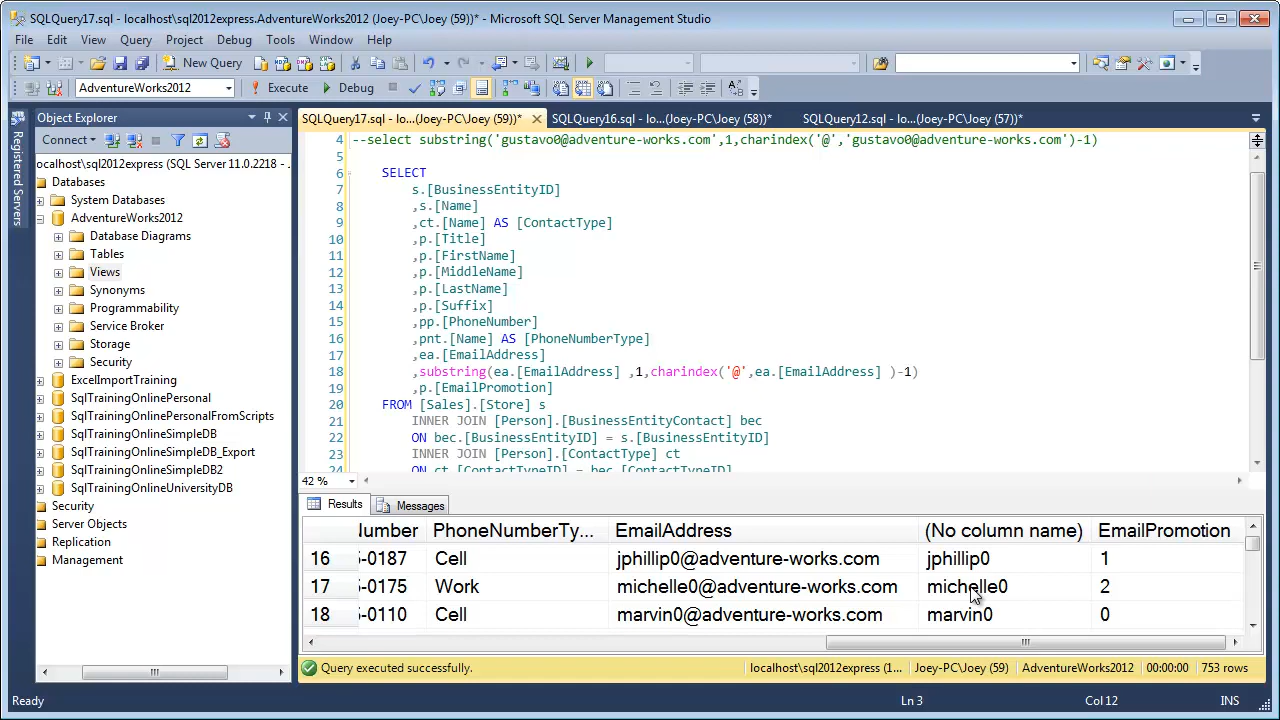 SQLQuery17.sql - localhost\sql2012express.AdventureWorks2012 (Joey-PC\Joey (59))* - Microsoft SQL Server Management Studio
File Edit View Query Project Debug Tools Window Help
New Query
AdventureWorks2012 Execute Debug
Registered Servers
Object Explorer
Connect
ocalhost\sql2012express (SQL Server 11.0.2218 - .
Databases
System Databases
AdventureWorks2012
Database Diagrams
Tables
Views
Synonyms
Programmability
Service Broker
Storage
Security
ExcelImportTraining
SqlTrainingOnlinePersonal
SqlTrainingOnlinePersonalFromScripts
SqlTrainingOnlineSimpleDB
SqlTrainingOnlineSimpleDB_Export
SqlTrainingOnlineSimpleDB2
SqlTrainingOnlineUniversityDB
Security
Server Objects
Replication
Management
SQLQuery17.sql - lo...(Joey-PC\Joey (59))* SQLQuery16.sql - lo...(Joey-PC\Joey (58))* SQLQuery12.sql - lo...(Joey-PC\Joey (57))*
4 --select substring('gustavo0@adventure-works.com',1,charindex('@','gustavo0@adventure-works.com')-1)
5
6 SELECT
7 s.[BusinessEntityID]
8 ,s.[Name]
9 ,ct.[Name] AS [ContactType]
10 ,p.[Title]
11 ,p.[FirstName]
12 ,p.[MiddleName]
13 ,p.[LastName]
14 ,p.[Suffix]
15 ,pp.[PhoneNumber]
16 ,pnt.[Name] AS [PhoneNumberType]
17 ,ea.[EmailAddress]
18 ,substring(ea.[EmailAddress] ,1,charindex('@',ea.[EmailAddress] )-1)
19 ,p.[EmailPromotion]
20 FROM [Sales].[Store] s
21 INNER JOIN [Person].[BusinessEntityContact] bec
22 ON bec.[BusinessEntityID] = s.[BusinessEntityID]
23 INNER JOIN [Person].[ContactType] ct
24 ON ct.[ContactTypeID] = bec.[ContactTypeID]
42 %
Results Messages
Number PhoneNumberTy... EmailAddress (No column name) EmailPromotion
16 -0187 Cell jphillip0@adventure-works.com jphillip0 1
17 -0175 Work michelle0@adventure-works.com michelle0 2
18 -0110 Cell marvin0@adventure-works.com marvin0 0
Query executed successfully. localhost\sql2012express (1... Joey-PC\Joey (59) AdventureWorks2012 00:00:00 753 rows
Ready Ln 3 Col 12 INS